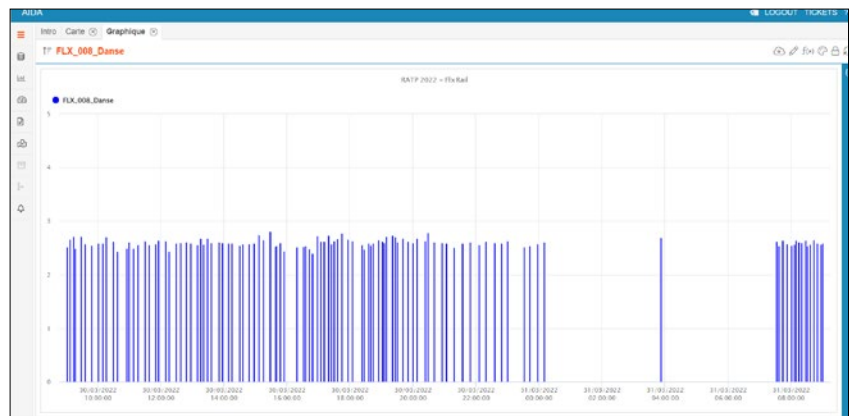 AIDA LOGOUT TICKETS
Intro Carte Graphique
FLX_008_Danse
RATP 2022 - Flx Rail
FLX_008_Danse
5
4
3
2
1
0
30/03/2022 30/03/2022 30/03/2022 30/03/2022 30/03/2022 30/03/2022 30/03/2022 31/03/2022 31/03/2022 31/03/2022 31/03/2022 31/03/2022
10:00:00 12:00:00 14:00:00 16:00:00 18:00:00 20:00:00 22:00:00 00:00:00 02:00:00 04:00:00 06:00:00 08:00:00